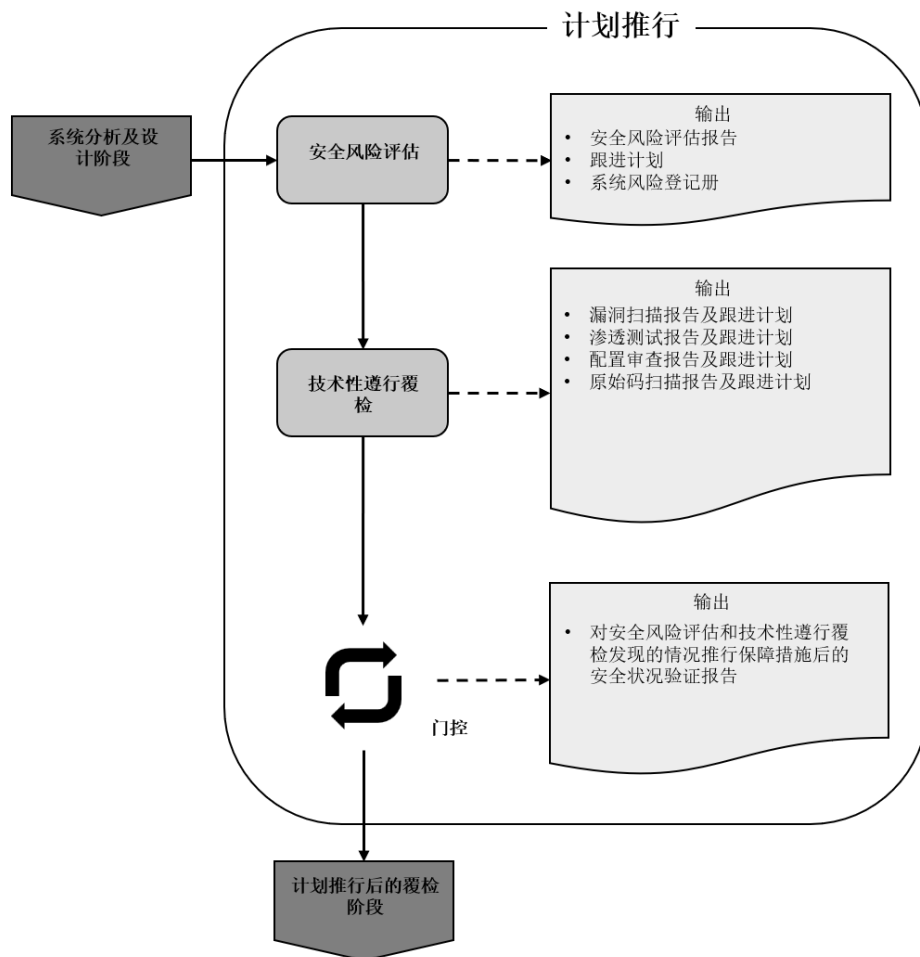 计划推行
系统分析及设
计阶段
安全风险评估
输出
• 安全风险评估报告
• 跟进计划
• 系统风险登记册
技术性遵行覆
检
输出
• 漏洞扫描报告及跟进计划
• 渗透测试报告及跟进计划
• 配置审查报告及跟进计划
• 原始码扫描报告及跟进计划
门控
输出
• 对安全风险评估和技术性遵行覆
检发现的情况推行保障措施后的
安全状况验证报告
计划推行后的覆检
阶段